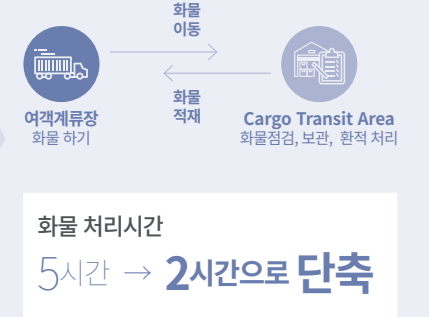 화물
이동
화물
적재
여객계류장
화물 하기
Cargo Transit Area
화물점검, 보관, 환적 처리
화물 처리시간
5시간 → 2시간으로 단축